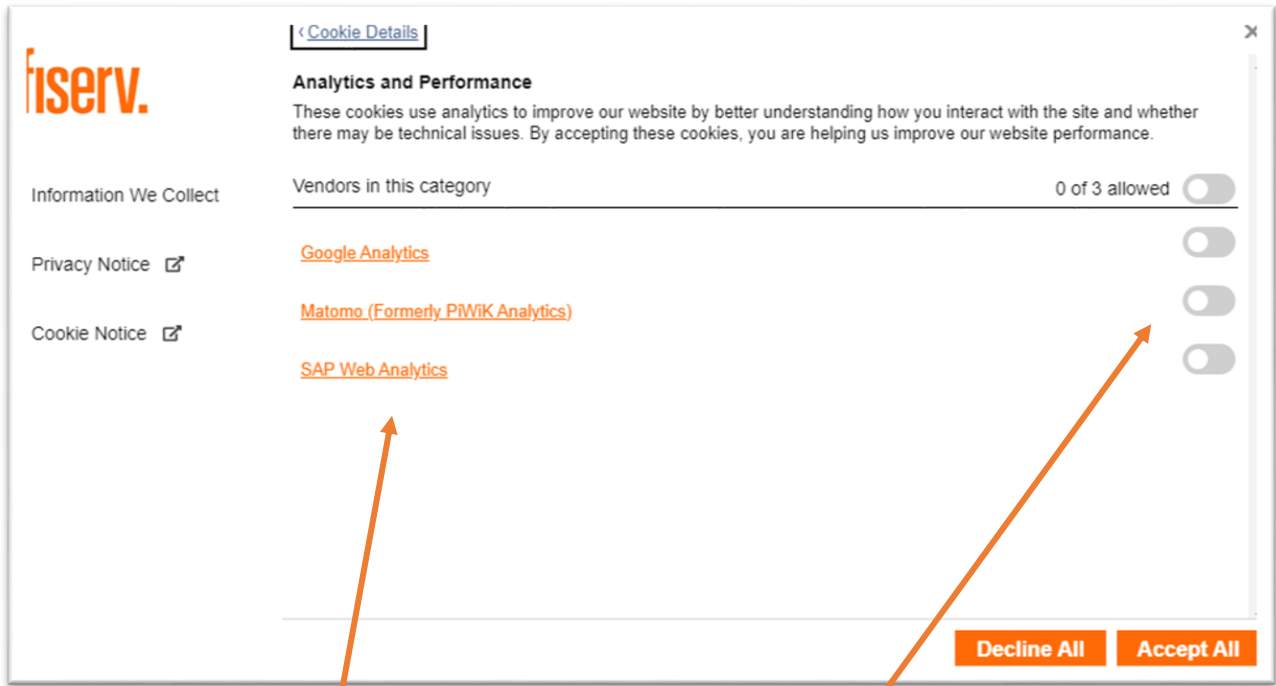 ‹ Cookie Details
fiserv.
Analytics and Performance
These cookies use analytics to improve our website by better understanding how you interact with the site and whether
there may be technical issues. By accepting these cookies, you are helping us improve our website performance.
Information We Collect
Privacy Notice
Cookie Notice
Vendors in this category 0 of 3 allowed
Google Analytics
Matomo (Formerly PiWiK Analytics)
SAP Web Analytics
Decline All Accept All